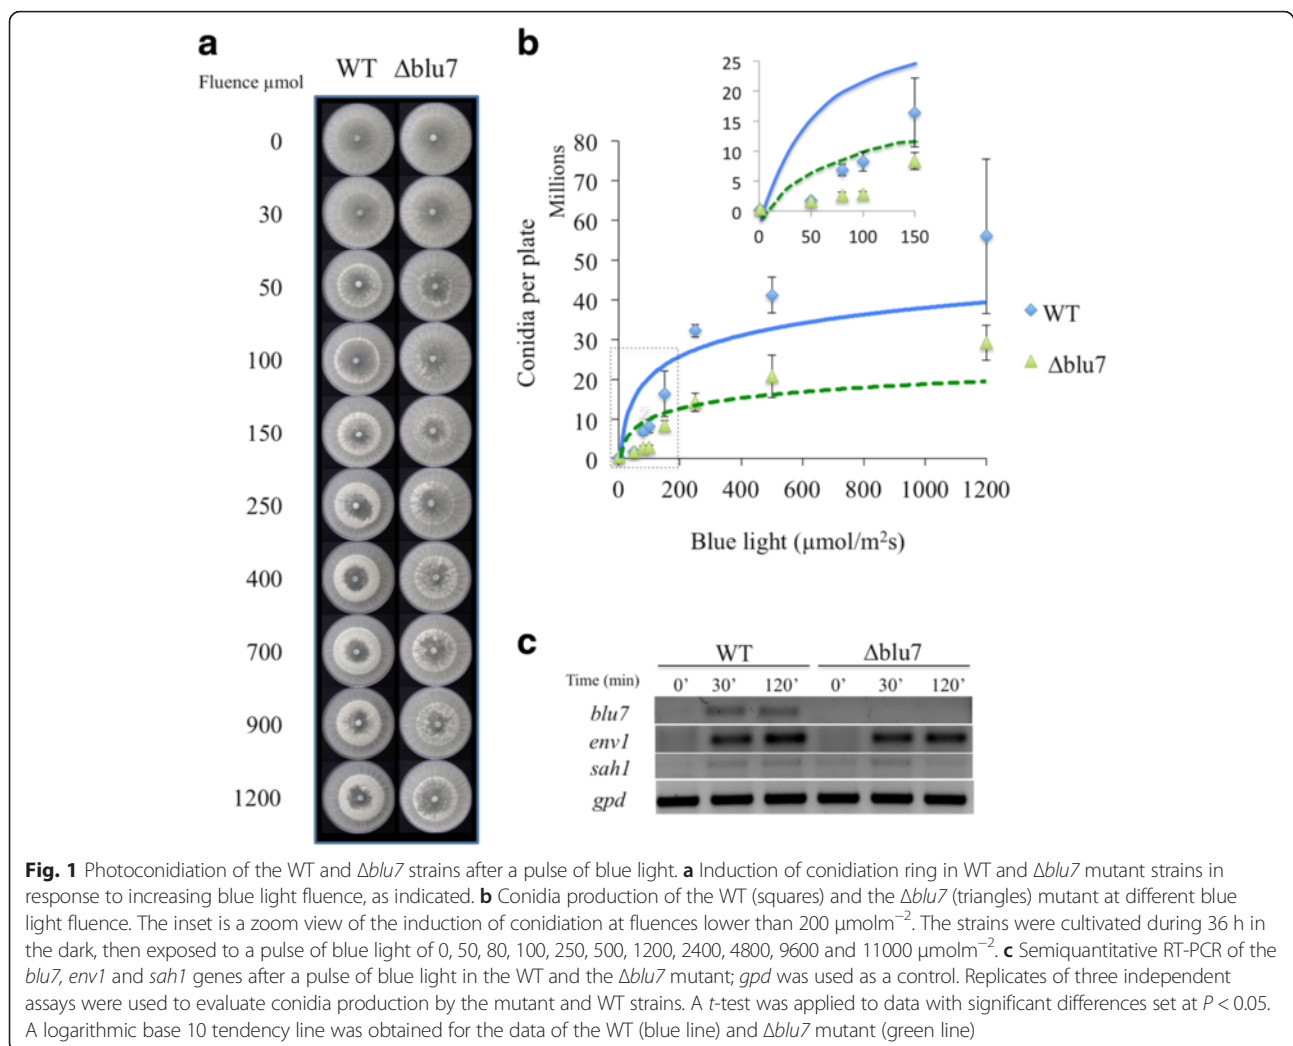 a
WT Δblu7
Fluence µmol
0
30
50
100
150
250
400
700
900
1200
b
25
20
15
10
5
0
0 50 100 150
80
70
60
50
40
30
20
10
0
Millions
Conidia per plate
0 200 400 600 800 1000 1200
Blue light (µmol/m²s)
WT
Δblu7
c
WT Δblu7
Time (min) 0' 30' 120' 0' 30' 120'
blu7
env1
sah1
gpd
Fig. 1 Photoconidiation of the WT and Δblu7 strains after a pulse of blue light. a Induction of conidiation ring in WT and Δblu7 mutant strains in
response to increasing blue light fluence, as indicated. b Conidia production of the WT (squares) and the Δblu7 (triangles) mutant at different blue
light fluence. The inset is a zoom view of the induction of conidiation at fluences lower than 200 µmolm⁻². The strains were cultivated during 36 h in
the dark, then exposed to a pulse of blue light of 0, 50, 80, 100, 250, 500, 1200, 2400, 4800, 9600 and 11000 µmolm⁻². c Semiquantitative RT-PCR of the
blu7, env1 and sah1 genes after a pulse of blue light in the WT and the Δblu7 mutant; gpd was used as a control. Replicates of three independent
assays were used to evaluate conidia production by the mutant and WT strains. A t-test was applied to data with significant differences set at P < 0.05.
A logarithmic base 10 tendency line was obtained for the data of the WT (blue line) and Δblu7 mutant (green line)